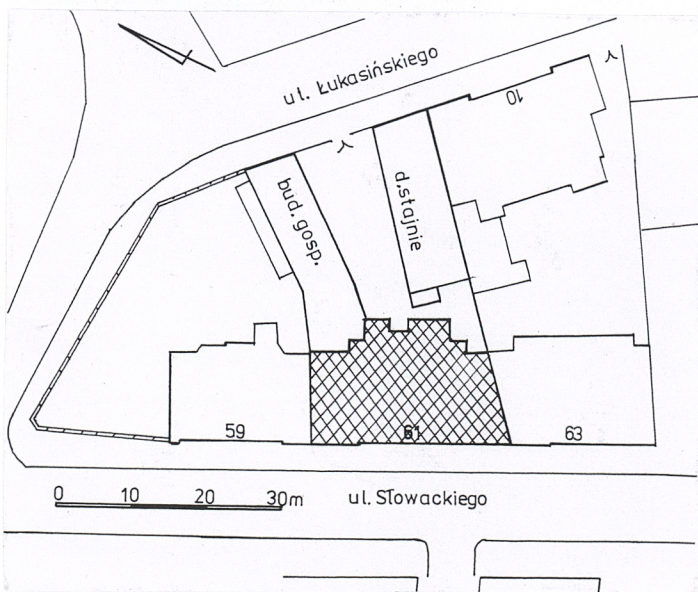 ul. Łukasińskiego
10
bud. gosp.
d.stajnie
59
61
63
0 10 20 30m
ul. Słowackiego